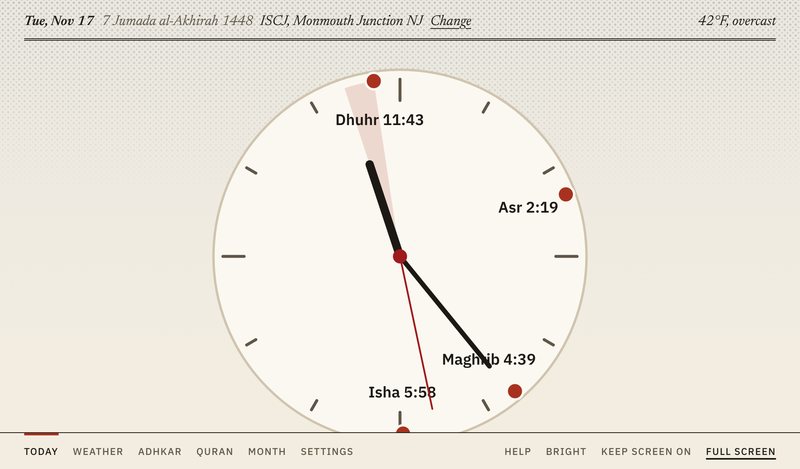 Tue, Nov 17 7 Jumada al-Akhirah 1448 ISCJ, Monmouth Junction NJ Change 42°F, overcast
Dhuhr 11:43
Asr 2:19
Maghrib 4:39
Isha 5:58
TODAY WEATHER ADHKAR QURAN MONTH SETTINGS HELP BRIGHT KEEP SCREEN ON FULL SCREEN